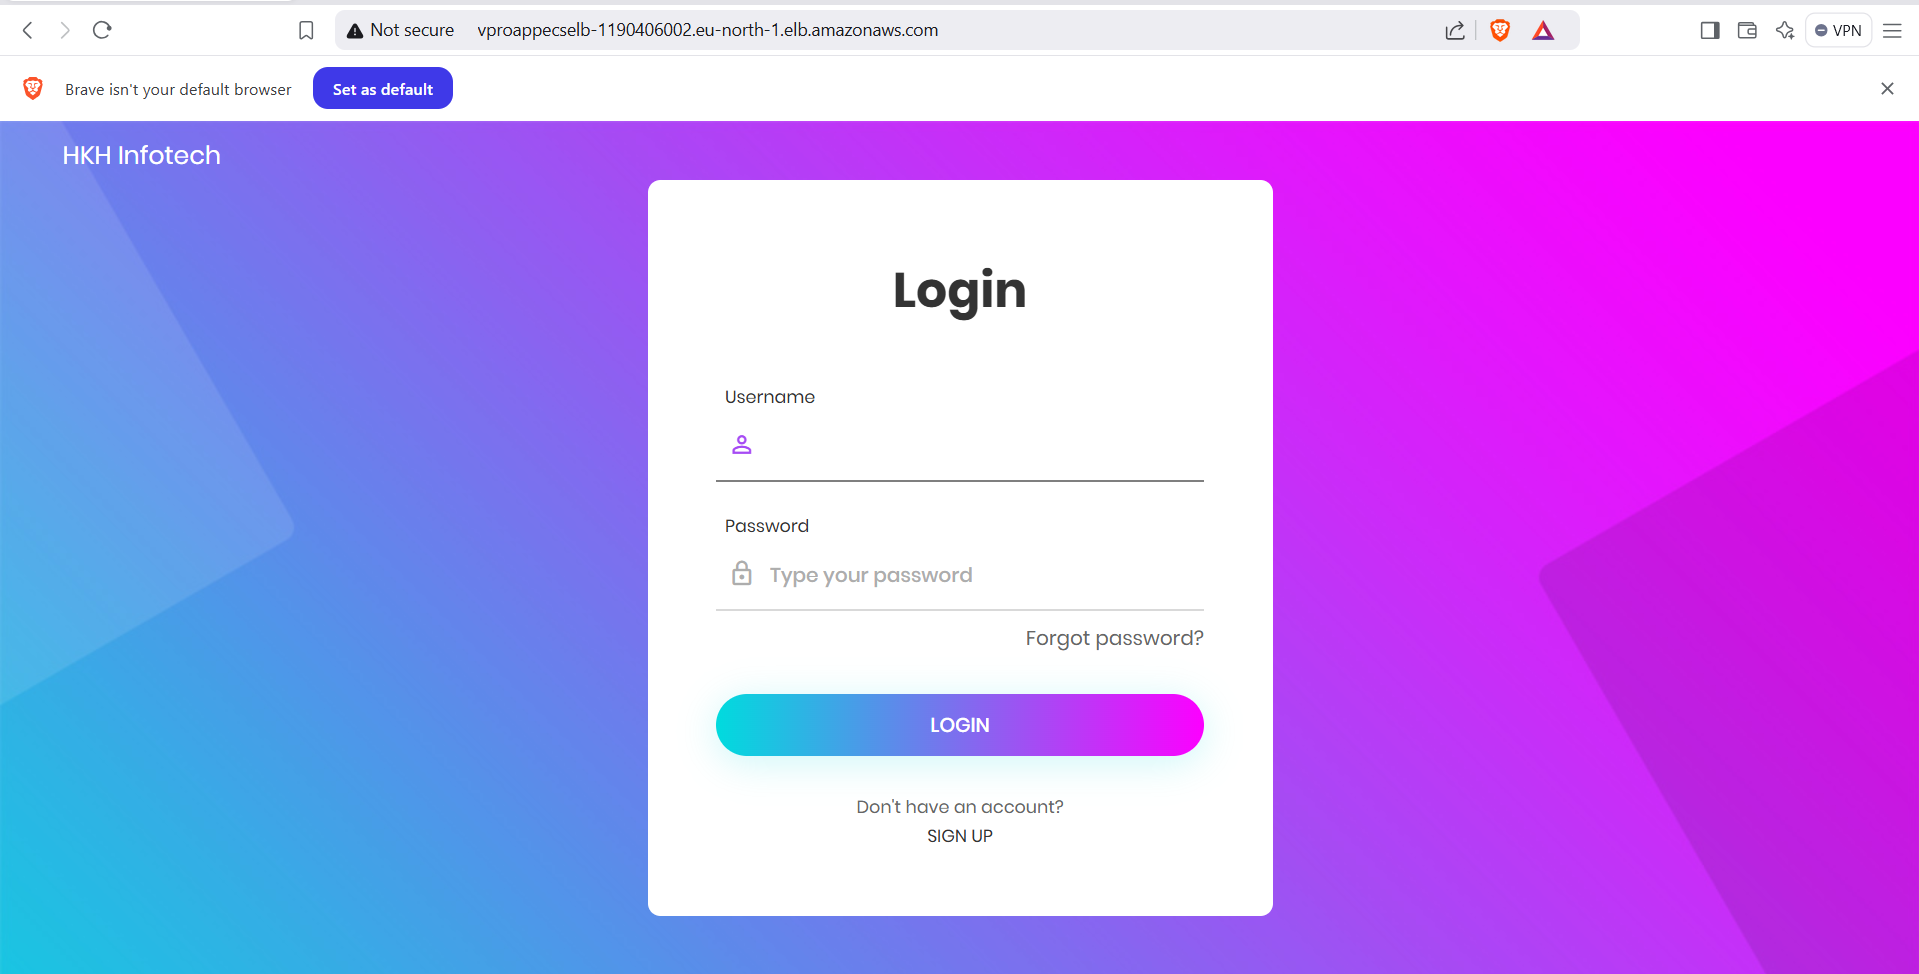 Not secure vproappecselb-1190406002.eu-north-1.elb.amazonaws.com VPN
Brave isn't your default browser Set as default
HKH Infotech
Login
Username
Password
Type your password
Forgot password?
LOGIN
Don't have an account?
SIGN UP